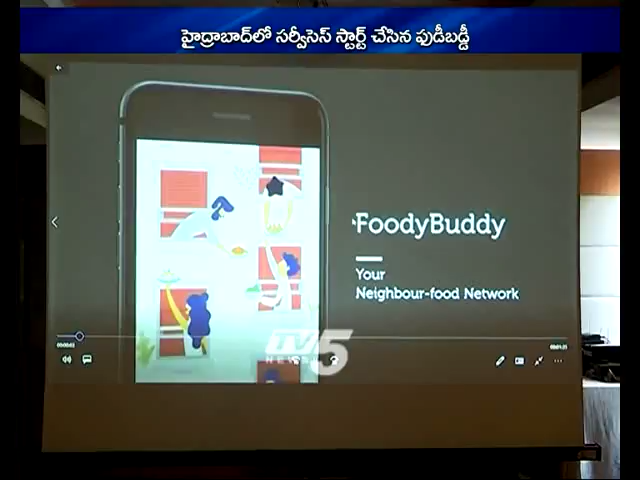 హైద్రాబాద్‌లో సర్వీసెస్ స్టార్ట్ చేసిన ఫుడీబడ్డీ
FoodyBuddy
Your
Neighbour-food Network
TV5
NEWS